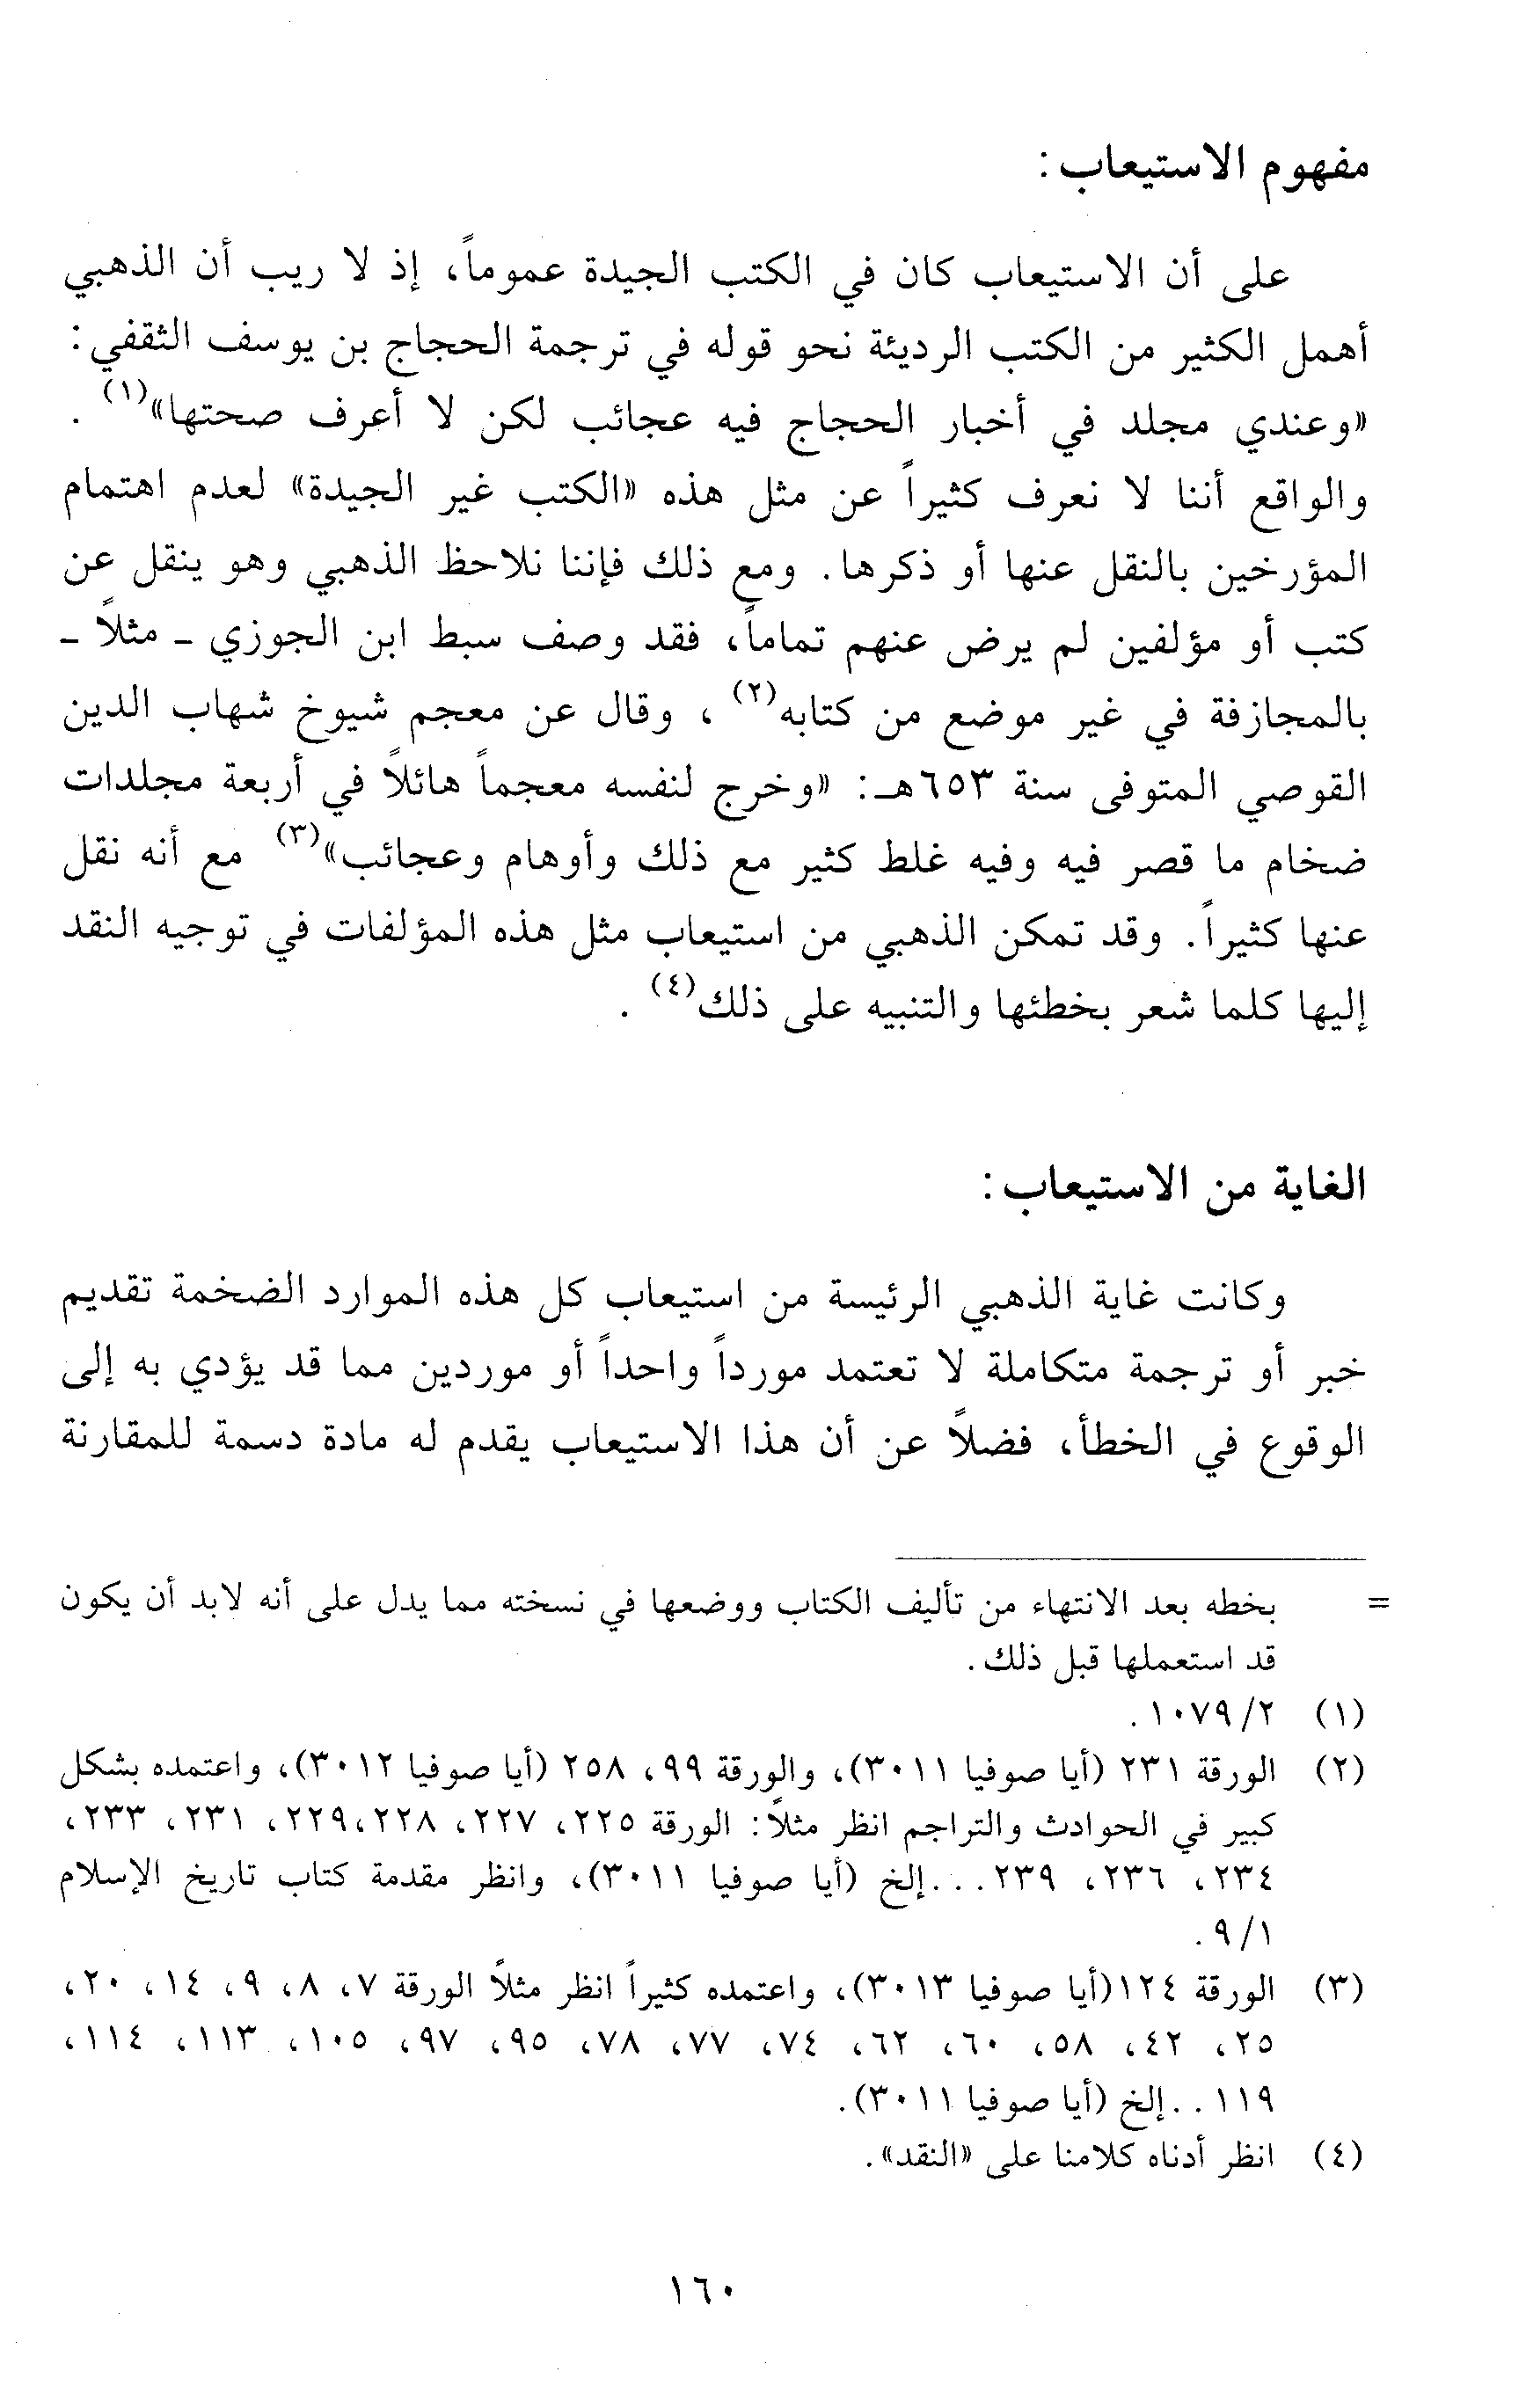 مفهوم الاستيعاب :
على أن الاستيعاب كان في الكتب الجيدة عموماً، إذ لا ريب أن الذهبي
أهمل الكثير من الكتب الرديئة نحو قوله في ترجمة الحجاج بن يوسف الثقفي :
«وعندي مجلد في أخبار الحجاج فيه عجائب لكن لا أعرف صحتها»(١) .
والواقع أننا لا نعرف كثيراً عن مثل هذه «الكتب غير الجيدة» لعدم اهتمام
المؤرخين بالنقل عنها أو ذكرها. ومع ذلك فإننا نلاحظ الذهبي وهو ينقل عن
كتب أو مؤلفين لم يرض عنهم تماماً، فقد وصف سبط ابن الجوزي ـ مثلاً ـ
بالمجازفة في غير موضع من كتابه(٢) ، وقال عن معجم شيوخ شهاب الدين
القوصي المتوفى سنة ٦٥٣هـ: «وخرج لنفسه معجماً هائلاً في أربعة مجلدات
ضخام ما قصر فيه وفيه غلط كثير مع ذلك وأوهام وعجائب»(٣) مع أنه نقل
عنها كثيراً. وقد تمكن الذهبي من استيعاب مثل هذه المؤلفات في توجيه النقد
إليها كلما شعر بخطئها والتنبيه على ذلك(٤) .
الغاية من الاستيعاب :
وكانت غاية الذهبي الرئيسة من استيعاب كل هذه الموارد الضخمة تقديم
خبر أو ترجمة متكاملة لا تعتمد مورداً واحداً أو موردين مما قد يؤدي به إلى
الوقوع في الخطأ، فضلاً عن أن هذا الاستيعاب يقدم له مادة دسمة للمقارنة
= بخطه بعد الانتهاء من تأليف الكتاب ووضعها في نسخته مما يدل على أنه لابد أن يكون
قد استعملها قبل ذلك .
(١) ٢/ ١٠٧٩ .
(٢) الورقة ٢٣١ (أيا صوفيا ٣٠١١)، والورقة ٩٩، ٢٥٨ (أيا صوفيا ٣٠١٢)، واعتمده بشكل
كبير في الحوادث والتراجم انظر مثلاً: الورقة ٢٢٥، ٢٢٧، ٢٢٨،٢٢٩، ٢٣١، ٢٣٣،
٢٣٤، ٢٣٦، ٢٣٩...إلخ (أيا صوفيا ٣٠١١)، وانظر مقدمة كتاب تاريخ الإسلام
١/ ٩ .
(٣) الورقة ١٢٤(أيا صوفيا ٣٠١٣)، واعتمده كثيراً انظر مثلاً الورقة ٧، ٨، ٩، ١٤، ٢٠،
٢٥، ٤٢، ٥٨، ٦٠، ٦٢، ٧٤، ٧٧، ٧٨، ٩٥، ٩٧، ١٠٥، ١١٣، ١١٤،
١١٩ ..إلخ (أيا صوفيا ٣٠١١).
(٤) انظر أدناه كلامنا على «النقد».
١٦٠